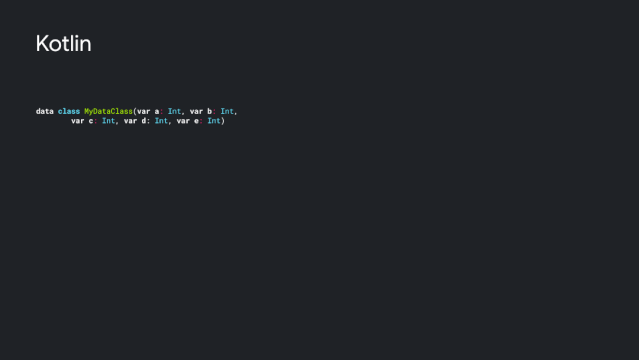 Kotlin
data class MyDataClass(var a: Int, var b: Int,
var c: Int, var d: Int, var e: Int)